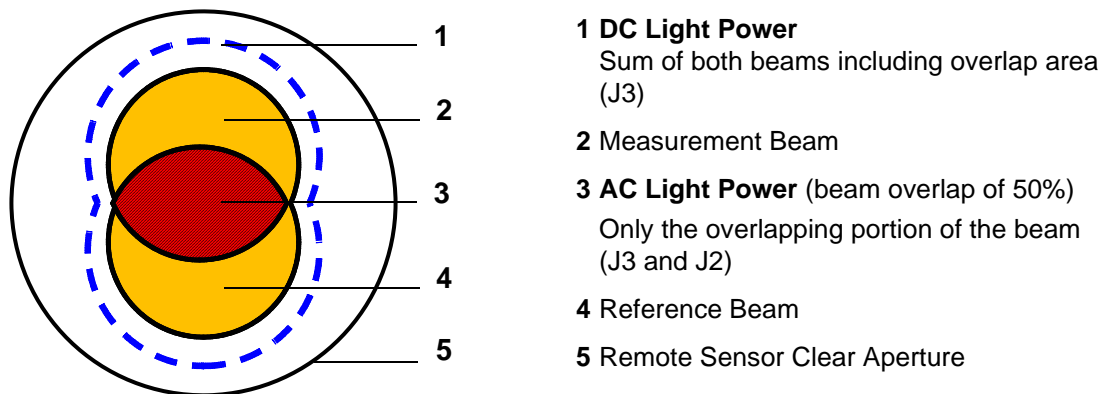 1
2
3
4
5
1 DC Light Power
Sum of both beams including overlap area
(J3)
2 Measurement Beam
3 AC Light Power (beam overlap of 50%)
Only the overlapping portion of the beam
(J3 and J2)
4 Reference Beam
5 Remote Sensor Clear Aperture